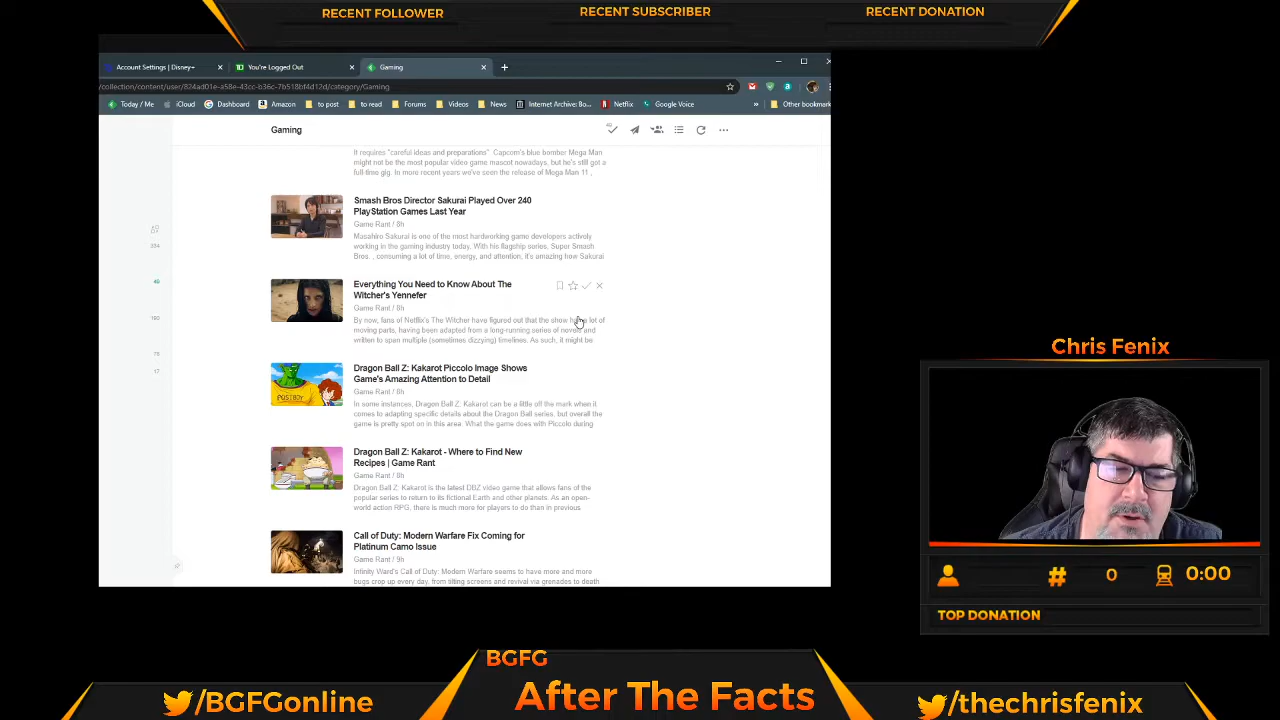 RECENT FOLLOWER
RECENT SUBSCRIBER
RECENT DONATION
Account Settings | Disney+
You're Logged Out
Gaming
/collection/content/user/824ad01e-a58e-43cc-b36c-7b518bf4d12d/category/Gaming
Today / Me iCloud Dashboard Amazon to post to read Forums Videos News Internet Archive: Bo... Netflix Google Voice » Other bookmark
Gaming
It requires "careful ideas and preparations". Capcom's blue bomber Mega Man
might not be the most popular video game mascot nowadays, but he's still got a
full-time gig. In more recent years we've seen the release of Mega Man 11 ,
Smash Bros Director Sakurai Played Over 240
PlayStation Games Last Year
Game Rant / 8h
Masahiro Sakurai is one of the most hardworking game developers actively
working in the gaming industry today. With his flagship series, Super Smash
Bros. , consuming a lot of time, energy, and attention, it's amazing how Sakurai
Everything You Need to Know About The
Witcher's Yennefer
Game Rant / 8h
By now, fans of Netflix's The Witcher have figured out that the show have lot of
moving parts, having been adapted from a long-running series of novels and
written to span multiple (sometimes dizzying) timelines. As such, it might be
Dragon Ball Z: Kakarot Piccolo Image Shows
Game's Amazing Attention to Detail
Game Rant / 8h
In some instances, Dragon Ball Z: Kakarot can be a little off the mark when it
comes to adapting specific details about the Dragon Ball series, but overall the
game is pretty spot on in this area. What the game does with Piccolo during
POSTBOY
Dragon Ball Z: Kakarot - Where to Find New
Recipes | Game Rant
Game Rant / 9h
Dragon Ball Z: Kakarot is the latest DBZ video game that allows fans of the
popular series to return to its fictional Earth and other planets. As an open-
world action RPG, there is much more for players to do than in previous
Call of Duty: Modern Warfare Fix Coming for
Platinum Camo Issue
Game Rant / 9h
Infinity Ward's Call of Duty: Modern Warfare seems to have more and more
bugs crop up every day, from tilting screens and revival via grenades to death
Chris Fenix
# 0 0:00
TOP DONATION
BGFG
After The Facts
/BGFGonline
/thechrisfenix